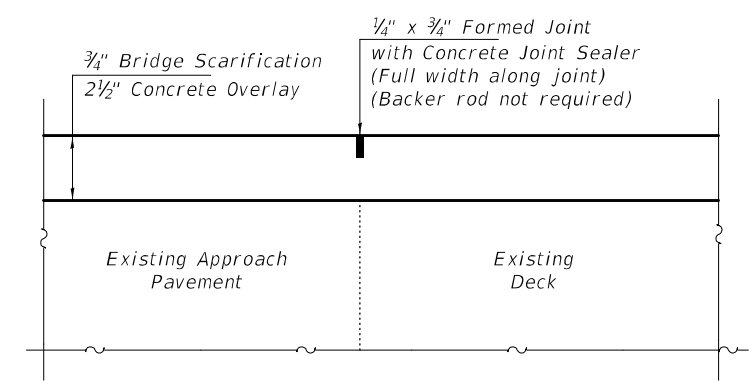 ¾" Bridge Scarification
2½" Concrete Overlay
¼" x ¾" Formed Joint
with Concrete Joint Sealer
(Full width along joint)
(Backer rod not required)
Existing Approach
Pavement
Existing
Deck